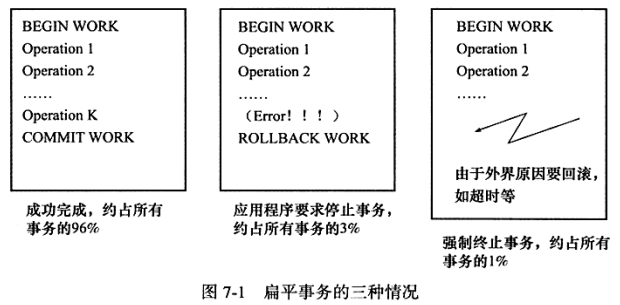 BEGIN WORK
Operation 1
Operation 2
……
Operation K
COMMIT WORK
成功完成，约占所有
事务的96%
BEGIN WORK
Operation 1
Operation 2
……
（Error！！！）
ROLLBACK WORK
应用程序要求停止事务，
约占所有事务的3%
BEGIN WORK
Operation 1
Operation 2
……
由于外界原因要回滚，
如超时等
强制终止事务，约占所有
事务的1%
图 7-1 扁平事务的三种情况